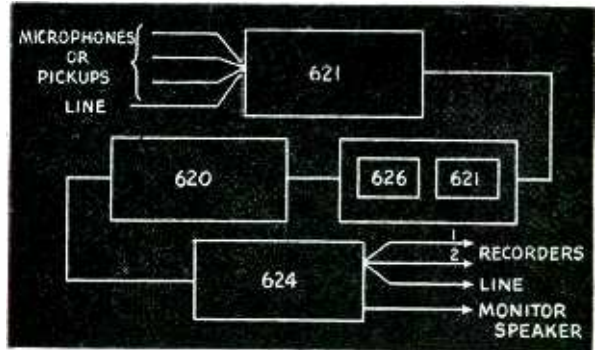 MICROPHONES
OR
PICKUPS
LINE
621
620
626
621
624
1
2
RECORDERS
LINE
MONITOR
SPEAKER